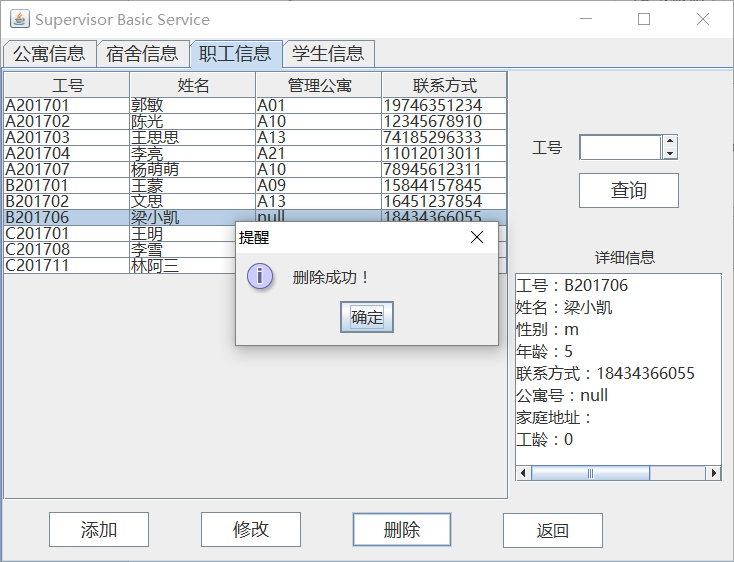 Supervisor Basic Service
公寓信息 宿舍信息 职工信息 学生信息
工号 姓名 管理公寓 联系方式
A201701 郭敏 A01 19746351234
A201702 陈光 A10 12345678910
A201703 王思思 A13 74185296333
A201704 李亮 A21 11012013011
A201707 杨萌萌 A10 78945612311
B201701 王蒙 A09 15844157845
B201702 文思 A13 16451237854
B201706 梁小凯 null 18434366055
C201701 王明
C201708 李雪
C201711 林阿三
提醒
删除成功！
确定
工号
查询
详细信息
工号：B201706
姓名：梁小凯
性别：m
年龄：5
联系方式：18434366055
公寓号：null
家庭地址：
工龄：0
添加 修改 删除 返回